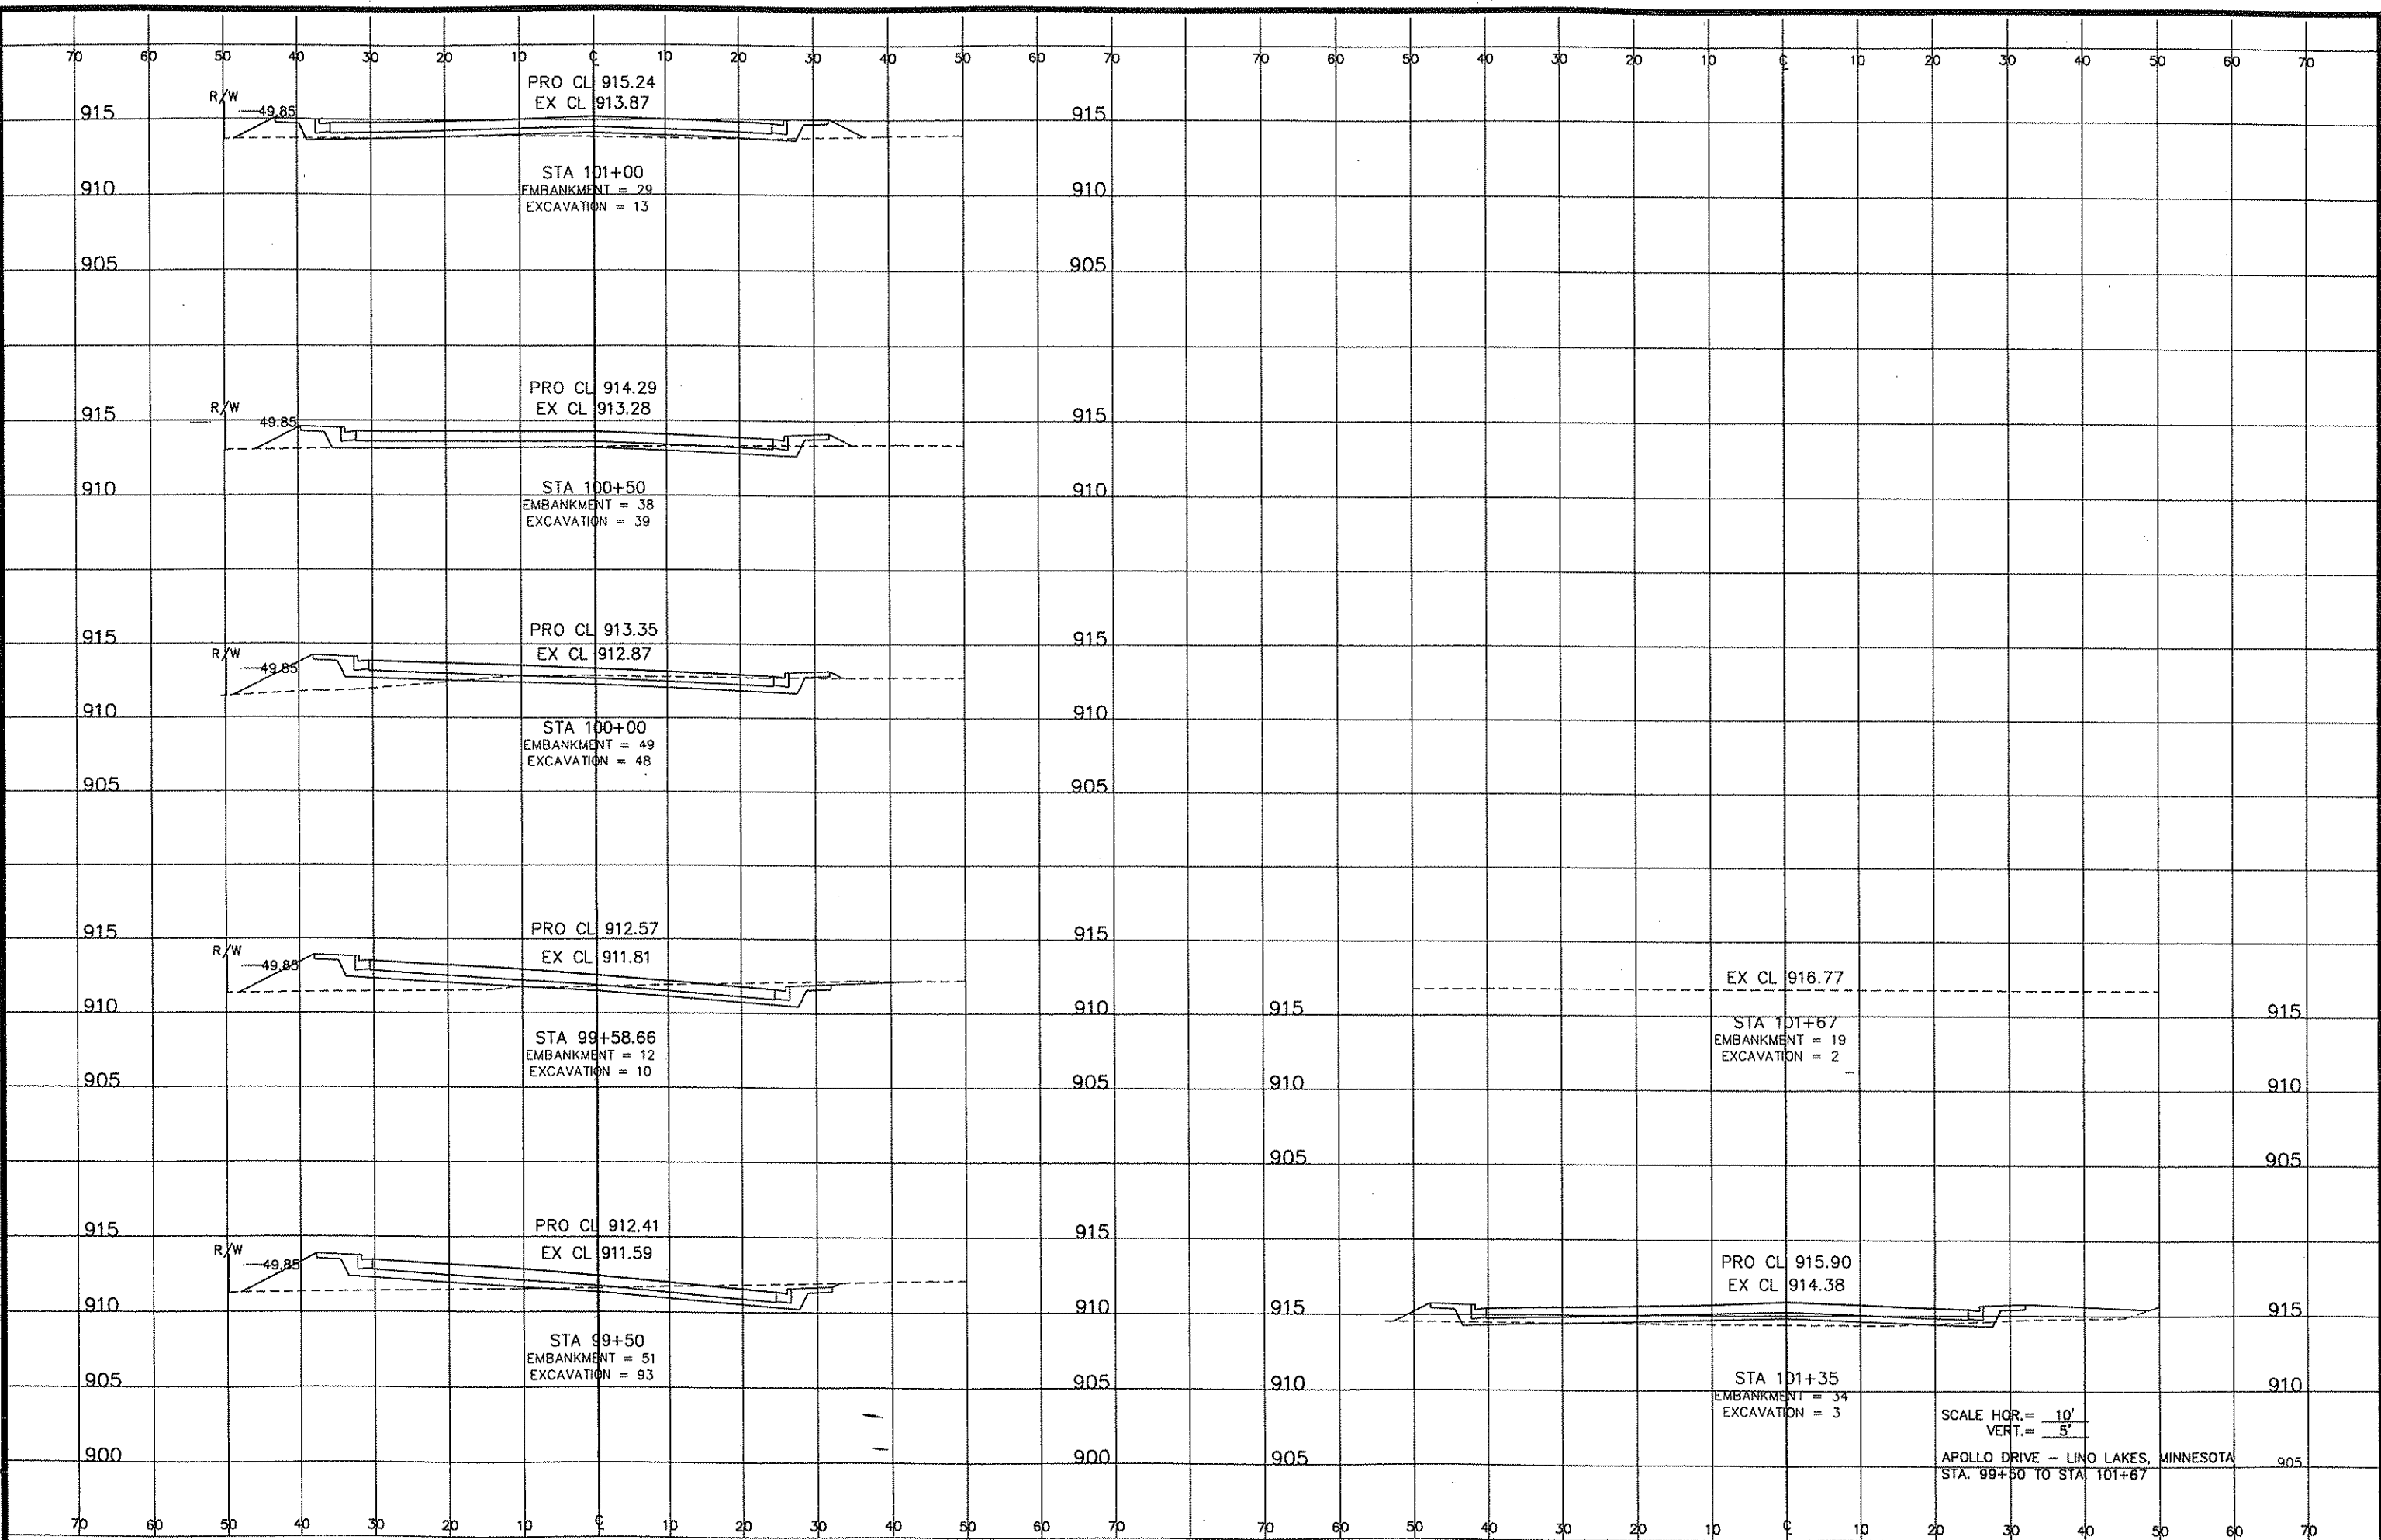 70 60 50 40 30 20 10 ℄ 10 20 30 40 50 60 70 70 60 50 40 30 20 10 ℄ 10 20 30 40 50 60 70
PRO CL 915.24
R/W
EX CL 913.87
915 49.85 915
STA 101+00
910 EMBANKMENT = 29 910
EXCAVATION = 13
905 905
PRO CL 914.29
R/W
EX CL 913.28
915 49.85 915
STA 100+50
910 EMBANKMENT = 38 910
EXCAVATION = 39
915 PRO CL 913.35 915
R/W
EX CL 912.87
49.85
910 910
STA 100+00
EMBANKMENT = 49
EXCAVATION = 48
905 905
915 PRO CL 912.57 915
R/W
EX CL 911.81
49.85
910 910
STA 99+58.66
EMBANKMENT = 12
EXCAVATION = 10
905 905
915 PRO CL 912.41 915
R/W
EX CL 911.59
49.85
910 910
STA 99+50
EMBANKMENT = 51
EXCAVATION = 93
905 905
900 900
EX CL 916.77
915 915
STA 101+67
EMBANKMENT = 19
EXCAVATION = 2
910 910
905 905
PRO CL 915.90
EX CL 914.38
915 915
STA 101+35
910 910
EMBANKMENT = 34
EXCAVATION = 3
905 905
SCALE HOR.= 10'
VERT.= 5'
APOLLO DRIVE - LINO LAKES, MINNESOTA
STA. 99+50 TO STA. 101+67
70 60 50 40 30 20 10 ℄ 10 20 30 40 50 60 70 70 60 50 40 30 20 10 ℄ 10 20 30 40 50 60 70